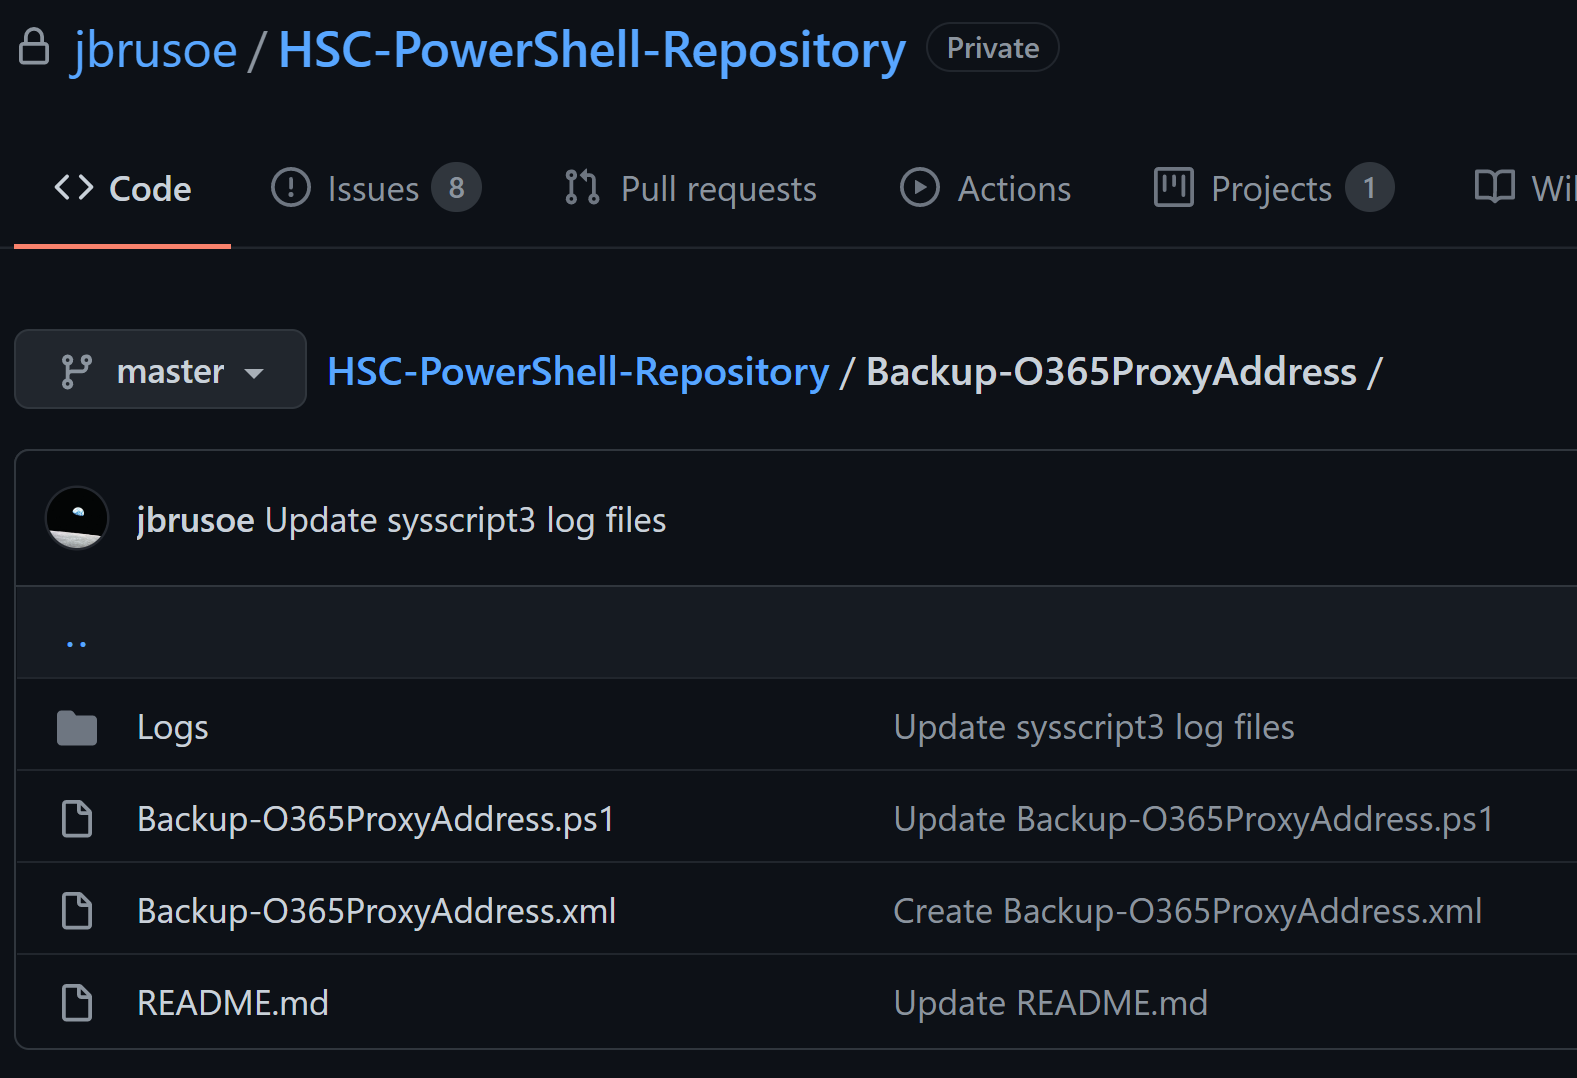 jbrusoe / HSC-PowerShell-Repository Private
Code Issues 8 Pull requests Actions Projects 1
master HSC-PowerShell-Repository / Backup-O365ProxyAddress /
jbrusoe Update sysscript3 log files
..
Logs Update sysscript3 log files
Backup-O365ProxyAddress.ps1 Update Backup-O365ProxyAddress.ps1
Backup-O365ProxyAddress.xml Create Backup-O365ProxyAddress.xml
README.md Update README.md